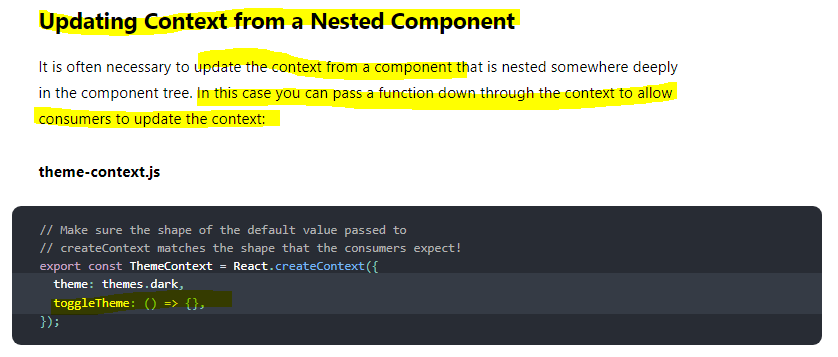 Updating Context from a Nested Component
It is often necessary to update the context from a component that is nested somewhere deeply
in the component tree. In this case you can pass a function down through the context to allow
consumers to update the context:
theme-context.js
// Make sure the shape of the default value passed to
// createContext matches the shape that the consumers expect!
export const ThemeContext = React.createContext({
  theme: themes.dark,
  toggleTheme: () => {},
});